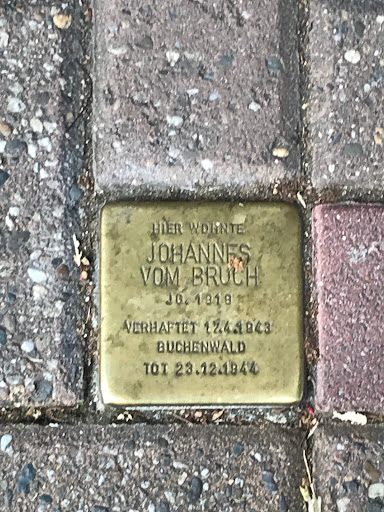 HIER WOHNTE
JOHANNES
VOM BRUCH
JG. 1919
VERHAFTET 17.4.1943
BUCHENWALD
TOT 23.12.1944